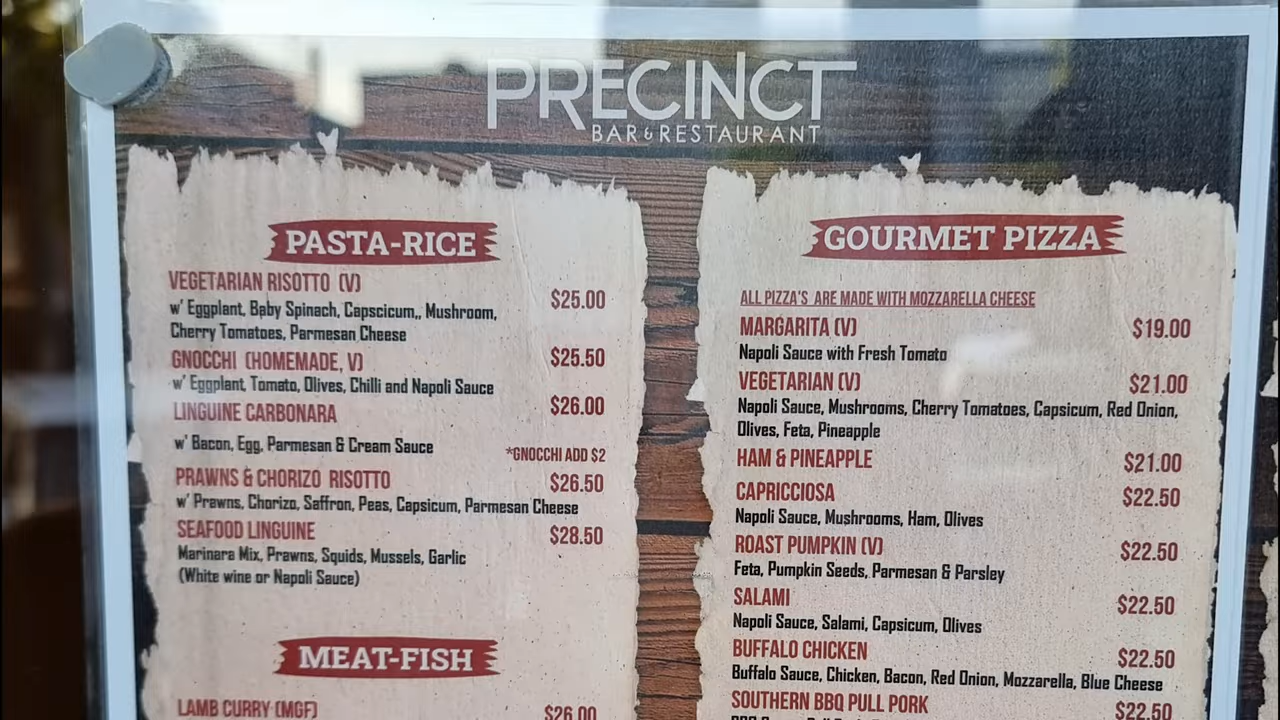 PRECINCT
BAR & RESTAURANT
PASTA-RICE
VEGETARIAN RISOTTO (V)
$25.00
w' Eggplant, Baby Spinach, Capscicum,, Mushroom,
Cherry Tomatoes, Parmesan Cheese
GNOCCHI (HOMEMADE, V)
$25.50
w' Eggplant, Tomato, Olives, Chilli and Napoli Sauce
LINGUINE CARBONARA
$26.00
w' Bacon, Egg, Parmesan & Cream Sauce
*GNOCCHI ADD $2
PRAWNS & CHORIZO RISOTTO
$26.50
w' Prawns, Chorizo, Saffron, Peas, Capsicum, Parmesan Cheese
SEAFOOD LINGUINE
$28.50
Marinara Mix, Prawns, Squids, Mussels, Garlic
(White wine or Napoli Sauce)
MEAT-FISH
LAMB CURRY (MGF)
$26.00
GOURMET PIZZA
ALL PIZZA'S ARE MADE WITH MOZZARELLA CHEESE
MARGARITA (V)
$19.00
Napoli Sauce with Fresh Tomato
VEGETARIAN (V)
$21.00
Napoli Sauce, Mushrooms, Cherry Tomatoes, Capsicum, Red Onion,
Olives, Feta, Pineapple
HAM & PINEAPPLE
$21.00
CAPRICCIOSA
$22.50
Napoli Sauce, Mushrooms, Ham, Olives
ROAST PUMPKIN (V)
$22.50
Feta, Pumpkin Seeds, Parmesan & Parsley
SALAMI
$22.50
Napoli Sauce, Salami, Capsicum, Olives
BUFFALO CHICKEN
$22.50
Buffalo Sauce, Chicken, Bacon, Red Onion, Mozzarella, Blue Cheese
SOUTHERN BBQ PULL PORK
$22.50